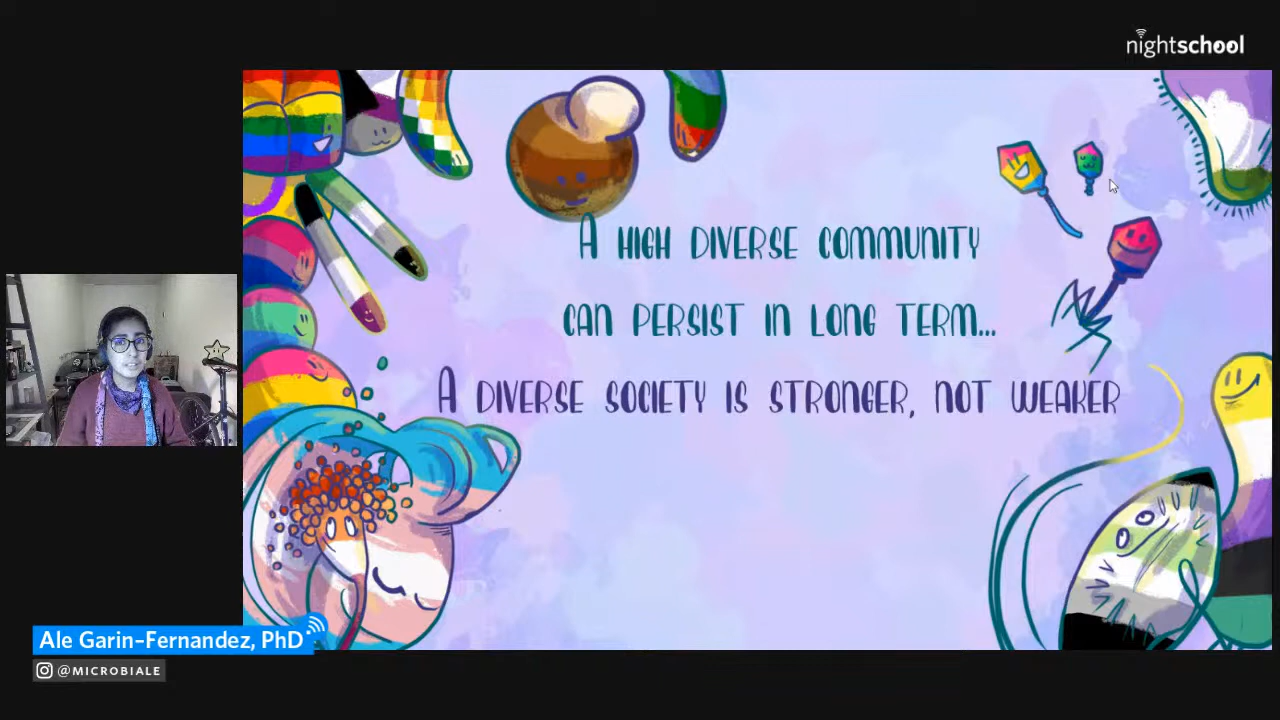 nightschool
A HIGH DIVERSE COMMUNITY
CAN PERSIST IN LONG TERM...
A DIVERSE SOCIETY IS STRONGER, NOT WEAKER
Ale Garin-Fernandez, PhD
@MICROBIALE